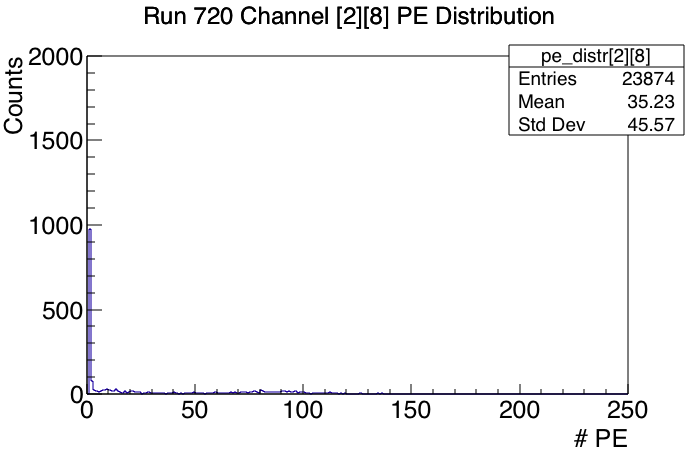 Run 720 Channel [2][8] PE Distribution
pe_distr[2][8]
Entries 23874
Mean 35.23
Std Dev 45.57
Counts
2000
1500
1000
500
0
0 50 100 150 200 250
# PE